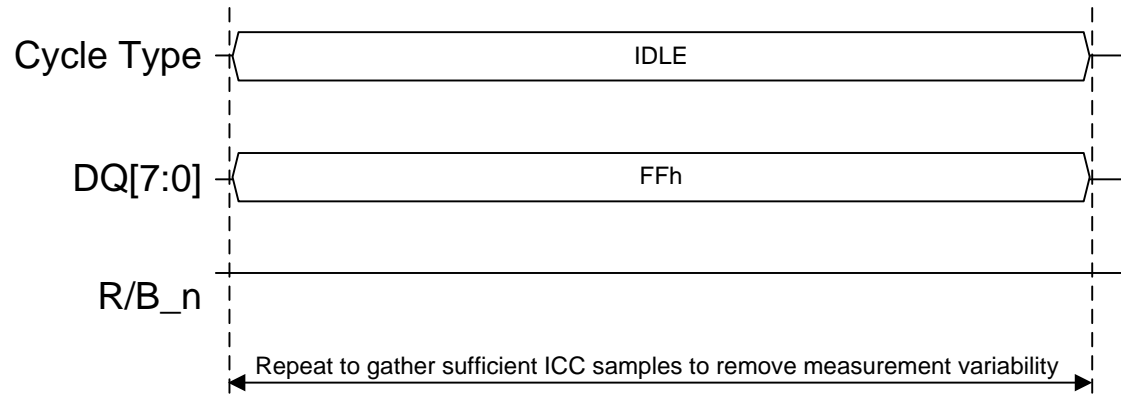 Cycle Type
IDLE
DQ[7:0]
FFh
R/B_n
Repeat to gather sufficient ICC samples to remove measurement variability